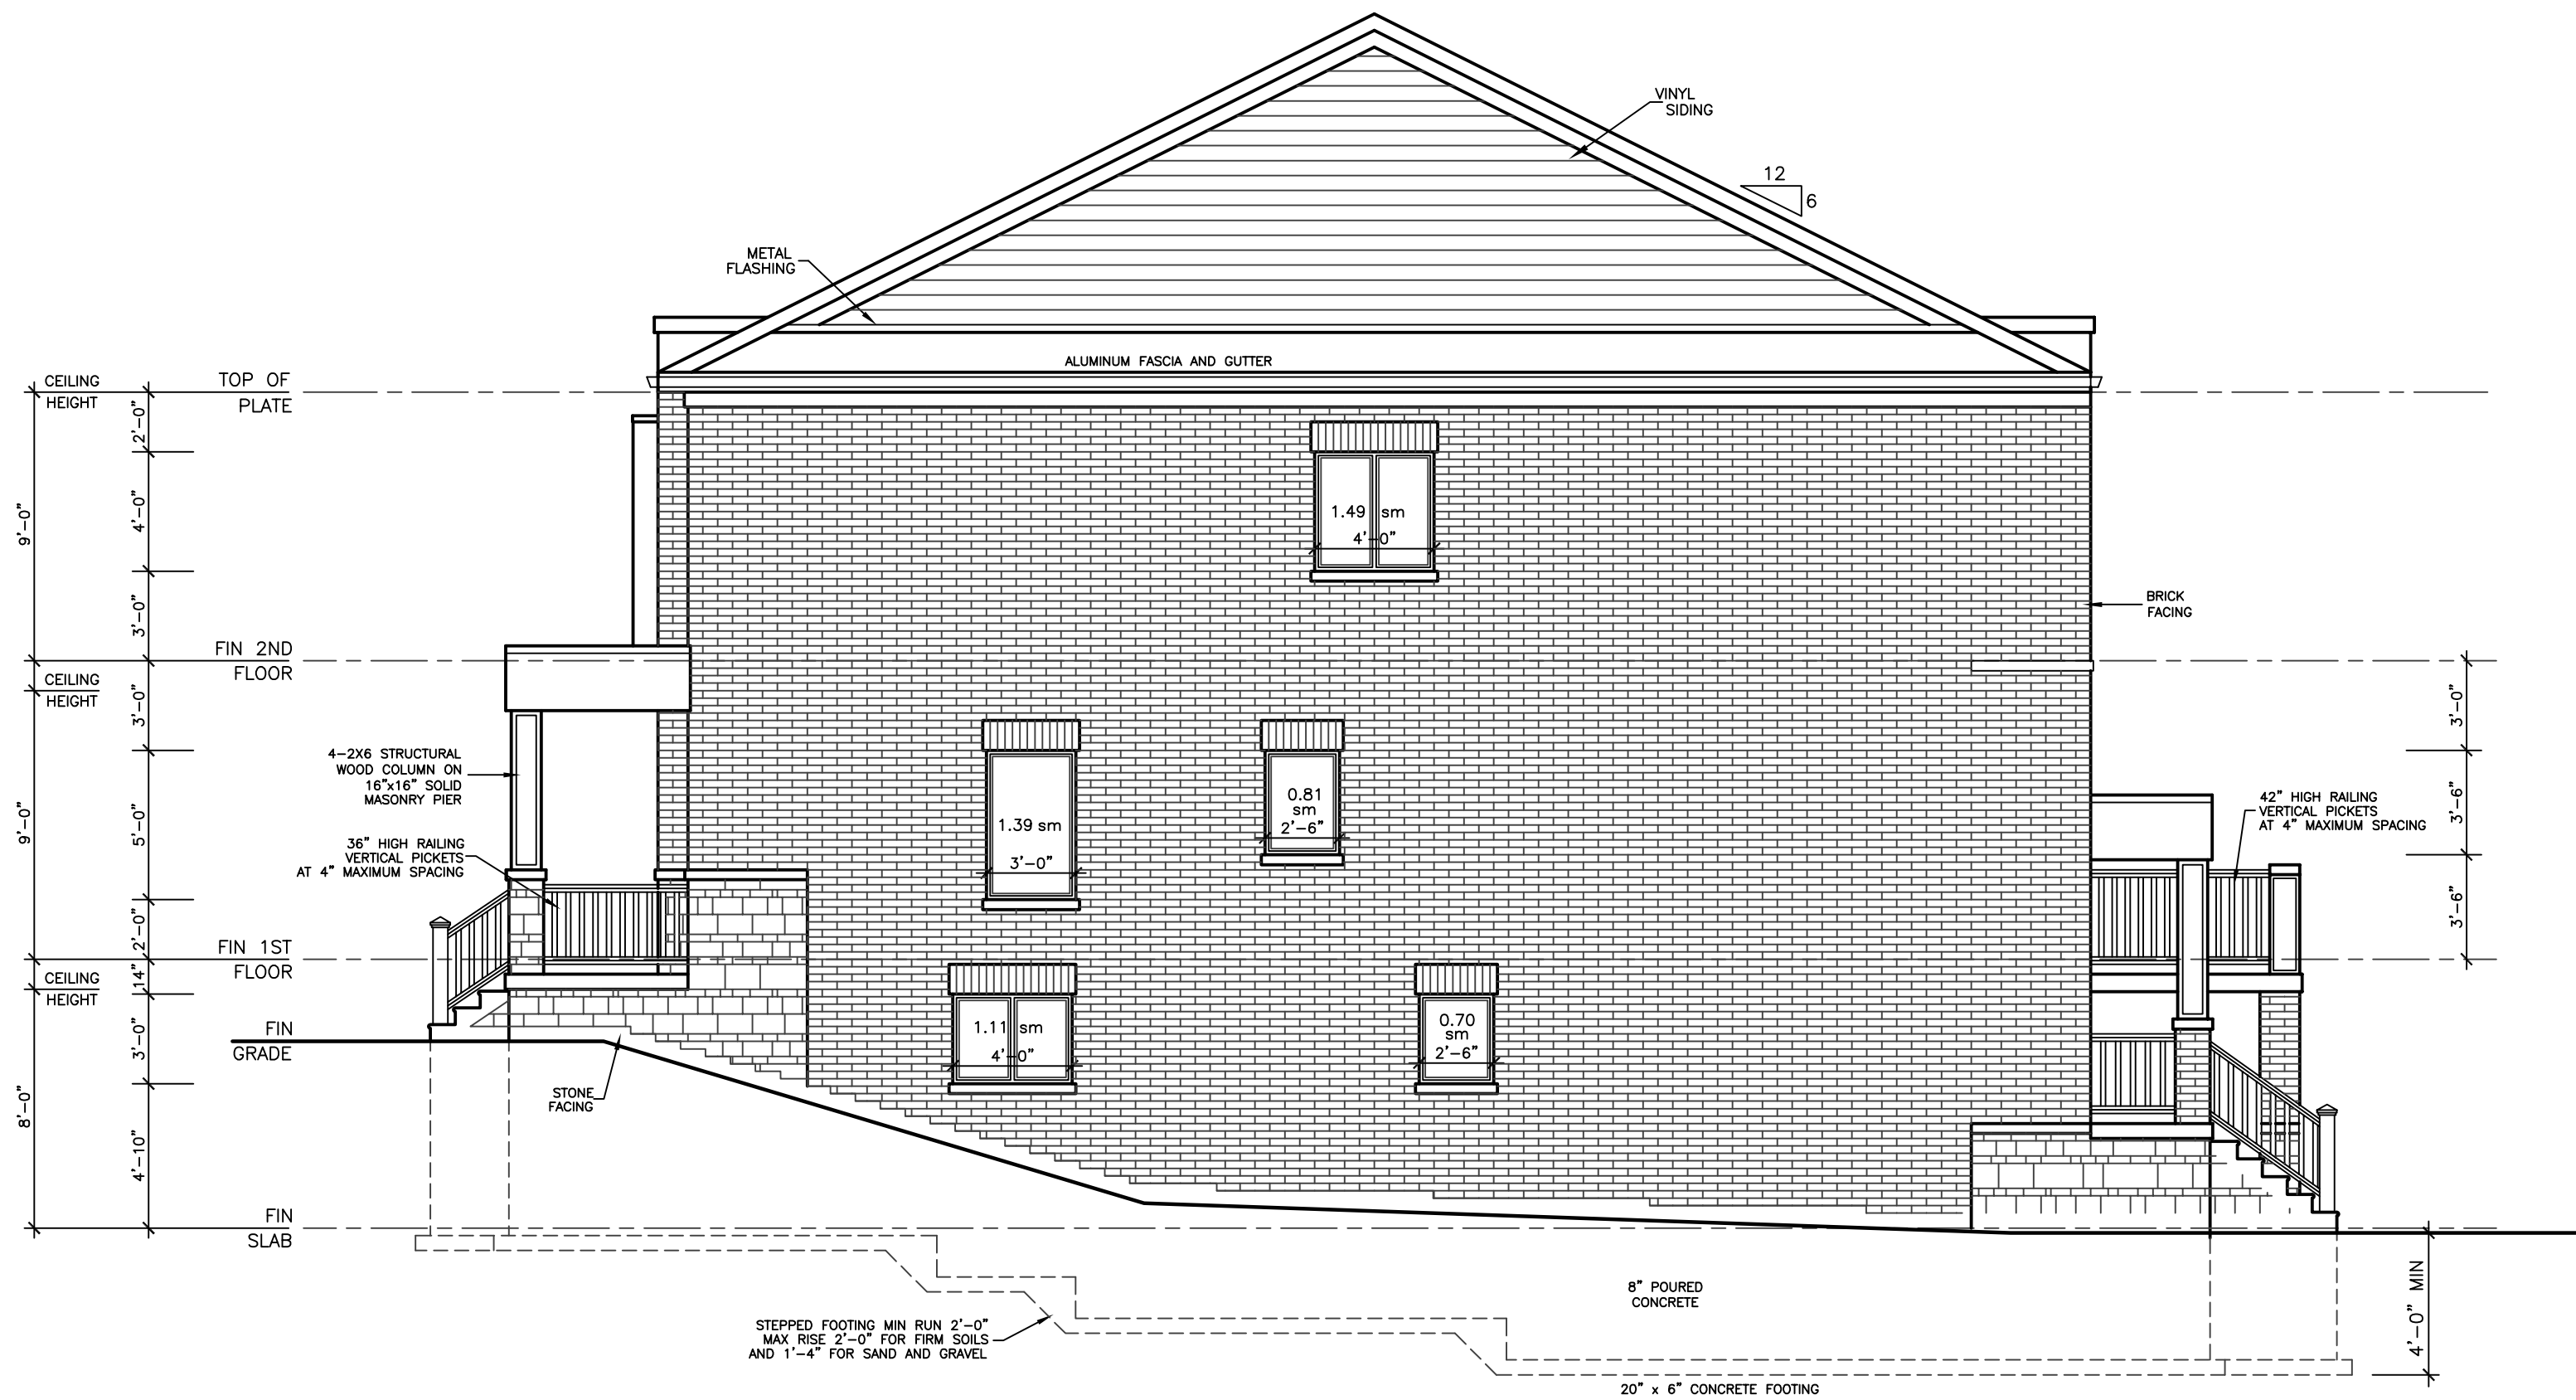 VINYL
SIDING
12
6
METAL
FLASHING
ALUMINUM FASCIA AND GUTTER
CEILING
HEIGHT
TOP OF
PLATE
2'-0"
4'-0"
3'-0"
9'-0"
1.49 sm
4'-0"
BRICK
FACING
FIN 2ND
FLOOR
CEILING
HEIGHT
3'-0"
5'-0"
2'-0"
9'-0"
4-2X6 STRUCTURAL
WOOD COLUMN ON
16"x16" SOLID
MASONRY PIER
36" HIGH RAILING
VERTICAL PICKETS
AT 4" MAXIMUM SPACING
1.39 sm
3'-0"
0.81
sm
2'-6"
3'-0"
3'-6"
3'-6"
42" HIGH RAILING
VERTICAL PICKETS
AT 4" MAXIMUM SPACING
FIN 1ST
FLOOR
CEILING
HEIGHT
14"
3'-0"
4'-10"
8'-0"
FIN
GRADE
1.11 sm
4'-0"
0.70
sm
2'-6"
STONE
FACING
FIN
SLAB
8" POURED
CONCRETE
4'-0" MIN
STEPPED FOOTING MIN RUN 2'-0"
MAX RISE 2'-0" FOR FIRM SOILS
AND 1'-4" FOR SAND AND GRAVEL
20" x 6" CONCRETE FOOTING